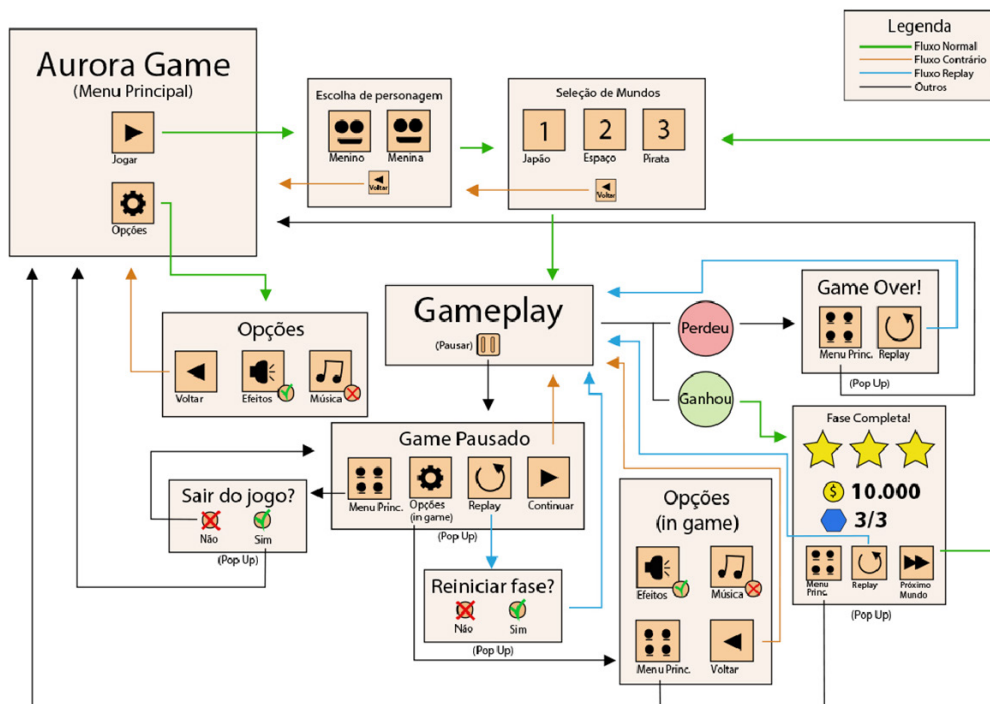 Aurora Game
(Menu Principal)
Jogar
Opções
Escolha de personagem
Menino
Menina
Voltar
Seleção de Mundos
1
2
3
Japão
Espaço
Pirata
Voltar
Legenda
Fluxo Normal
Fluxo Contrário
Fluxo Replay
Outros
Opções
Voltar
Efeitos
Música
Gameplay
(Pausar)
Perdeu
Ganhou
Game Over!
Menu Princ.
Replay
(Pop Up)
Fase Completa!
$ 10.000
3/3
Menu Princ.
Replay
Próximo
Mundo
(Pop Up)
Game Pausado
Menu Princ.
Opções
(in game)
Replay
Continuar
(Pop Up)
Sair do jogo?
Não
Sim
(Pop Up)
Reiniciar fase?
Não
Sim
(Pop Up)
Opções
(in game)
Efeitos
Música
Menu Princ.
Voltar